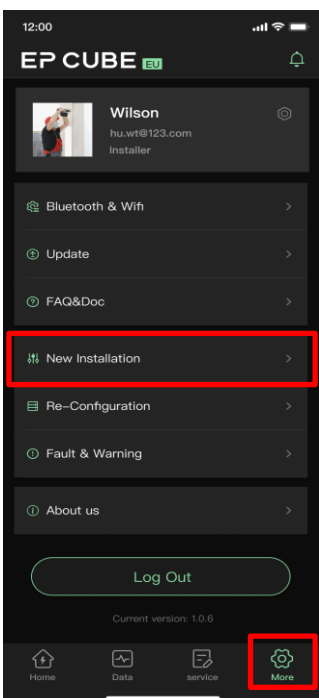 12:00
EP CUBE EU
Wilson
hu.wt@123.com
Installer
Bluetooth & Wifi
Update
FAQ&Doc
New Installation
Re-Configuration
Fault & Warning
About us
Log Out
Current version: 1.0.6
Home
Data
service
More